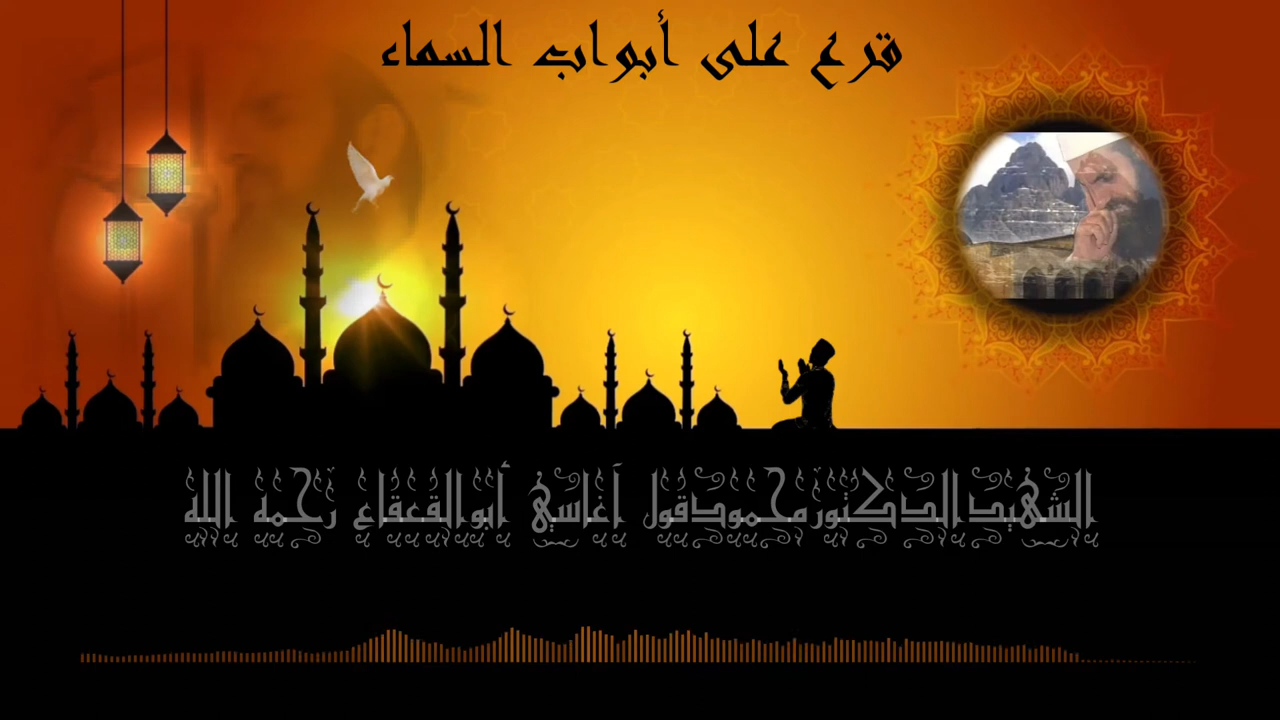 قرع على أبواب السماء
الشهيد الدكتور محمود قول آغاسي أبو القعقاع رحمه الله